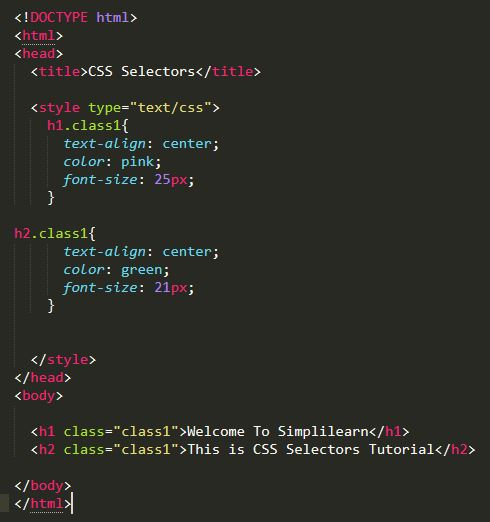 <!DOCTYPE html>
<html>
<head>
  <title>CSS Selectors</title>

  <style type="text/css">
    h1.class1{
      text-align: center;
      color: pink;
      font-size: 25px;
    }

h2.class1{
      text-align: center;
      color: green;
      font-size: 21px;
    }


  </style>
</head>
<body>

  <h1 class="class1">Welcome To Simplilearn</h1>
  <h2 class="class1">This is CSS Selectors Tutorial</h2>

</body>
</html>